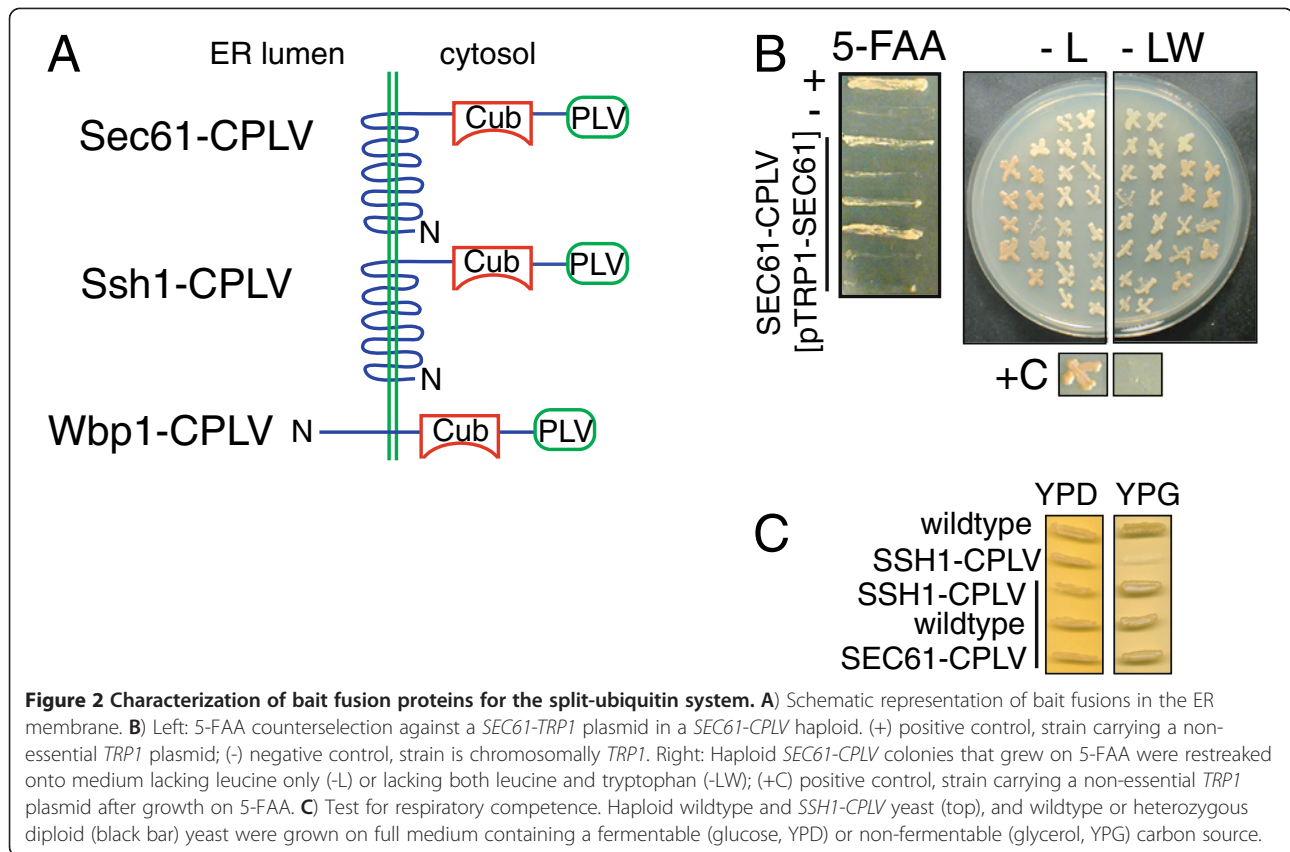 A
ER lumen cytosol
Sec61-CPLV
Cub
PLV
N
Ssh1-CPLV
Cub
PLV
N
Wbp1-CPLV
N
Cub
PLV
B
5-FAA
+
-
SEC61-CPLV
[pTRP1-SEC61]
- L - LW
+C
C
YPD YPG
wildtype
SSH1-CPLV
SSH1-CPLV
wildtype
SEC61-CPLV
Figure 2 Characterization of bait fusion proteins for the split-ubiquitin system. A) Schematic representation of bait fusions in the ER
membrane. B) Left: 5-FAA counterselection against a SEC61-TRP1 plasmid in a SEC61-CPLV haploid. (+) positive control, strain carrying a non-
essential TRP1 plasmid; (-) negative control, strain is chromosomally TRP1. Right: Haploid SEC61-CPLV colonies that grew on 5-FAA were restreaked
onto medium lacking leucine only (-L) or lacking both leucine and tryptophan (-LW); (+C) positive control, strain carrying a non-essential TRP1
plasmid after growth on 5-FAA. C) Test for respiratory competence. Haploid wildtype and SSH1-CPLV yeast (top), and wildtype or heterozygous
diploid (black bar) yeast were grown on full medium containing a fermentable (glucose, YPD) or non-fermentable (glycerol, YPG) carbon source.